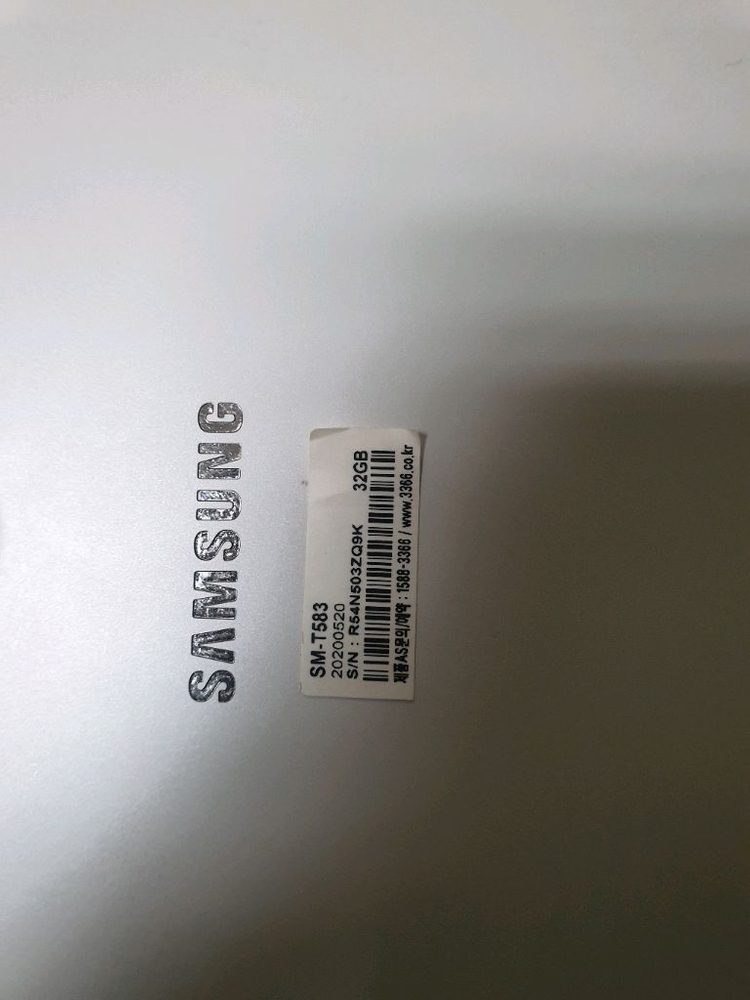 SAMSUNG
SM-T583
20200520
S/N : R54N503ZQ9K 32GB
제품AS문의/예약 : 1588-3366 / www.3366.co.kr